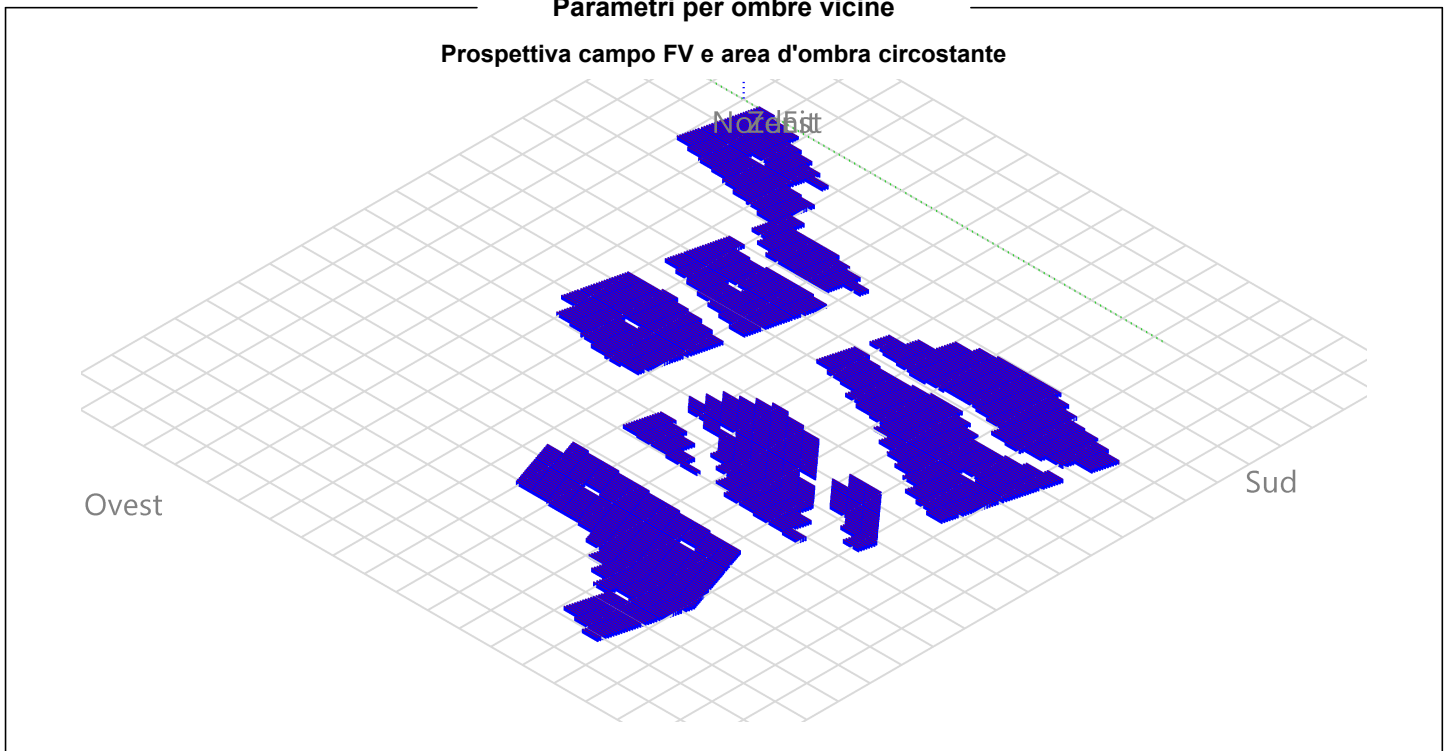 Parametri per ombre vicine
Prospettiva campo FV e area d'ombra circostante
Ovest
Sud